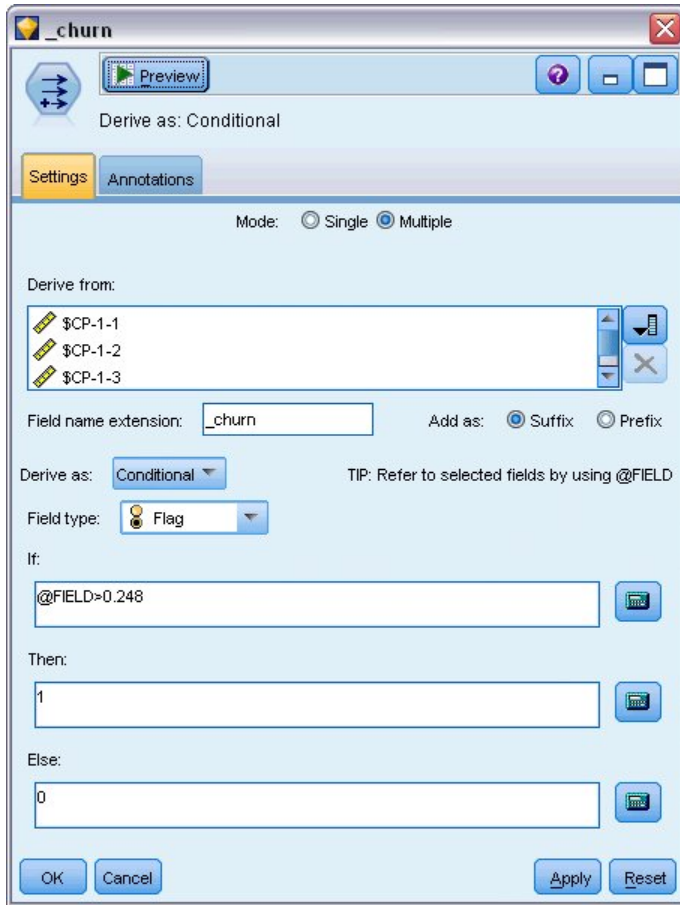 _churn
Preview
Derive as: Conditional
Settings Annotations
Mode: Single Multiple
Derive from:
$CP-1-1
$CP-1-2
$CP-1-3
Field name extension: _churn Add as: Suffix Prefix
Derive as: Conditional TIP: Refer to selected fields by using @FIELD
Field type: Flag
If:
@FIELD>0.248
Then:
1
Else:
0
OK Cancel Apply Reset